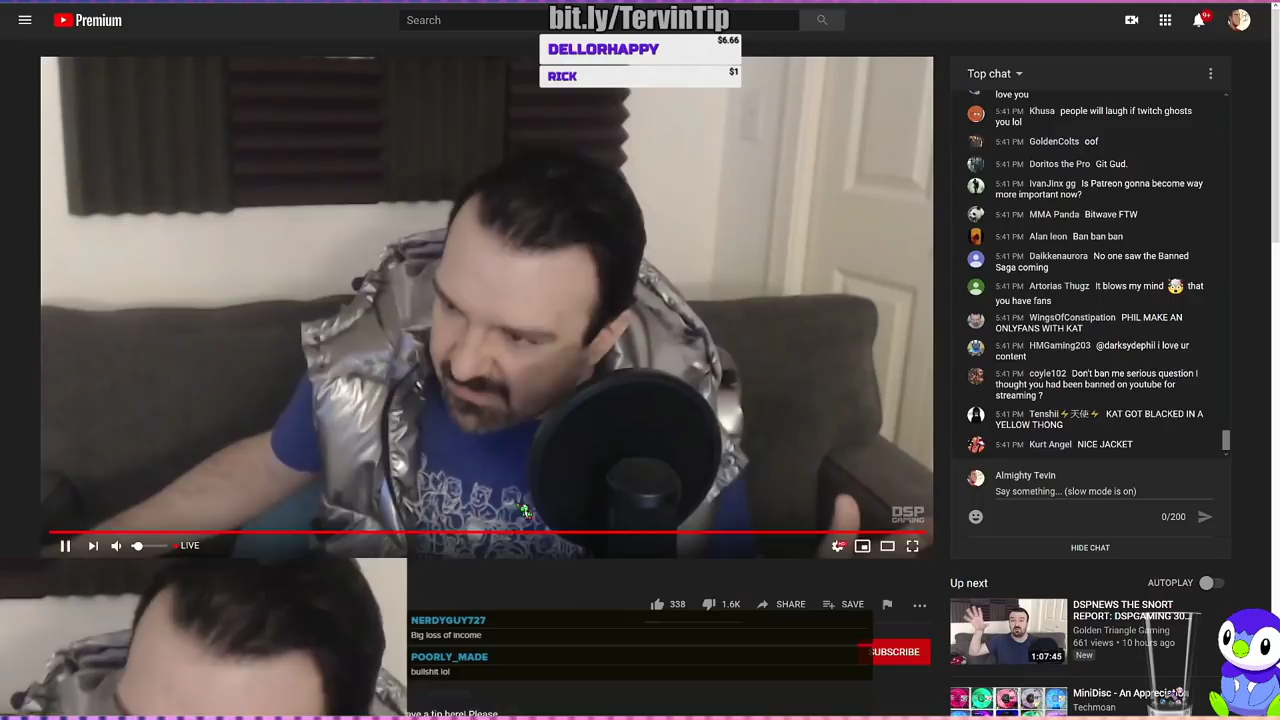 Premium
Search
bit.ly/TervinTip
9+
DELLORHAPPY $6.66
RICK $1
Top chat
love you
5:41 PM Khusa people will laugh if twitch ghosts
you lol
5:41 PM GoldenColts oof
5:41 PM Doritos the Pro Git Gud.
5:41 PM IvanJinx gg Is Patreon gonna become way
more important now?
5:41 PM MMA Panda Bitwave FTW
5:41 PM Alan leon Ban ban ban
5:41 PM Daikkenaurora No one saw the Banned
Saga coming
5:41 PM Artorias Thugz It blows my mind 🤯 that
you have fans
5:41 PM WingsOfConstipation PHIL MAKE AN
ONLYFANS WITH KAT
5:41 PM HMGaming203 @darksydephil i love ur
content
5:41 PM coyle102 Don't ban me serious question I
thought you had been banned on youtube for
streaming ?
5:41 PM Tenshii⚡天使⚡ KAT GOT BLACKED IN A
YELLOW THONG
5:41 PM Kurt Angel NICE JACKET
Almighty Tevin
Say something... (slow mode is on)
0/200
HIDE CHAT
DSP
GAMING
LIVE
HD
338 1.6K SHARE SAVE
NERDYGUY727
Big loss of income
POORLY_MADE
bullshit lol
SUBSCRIBE
ave a tip here! Please
Up next AUTOPLAY
DSPNEWS THE SNORT
REPORT: DSPGAMING 30...
Golden Triangle Gaming
661 views • 10 hours ago
New
1:07:45
MiniDisc - An Appreciation
Techmoan